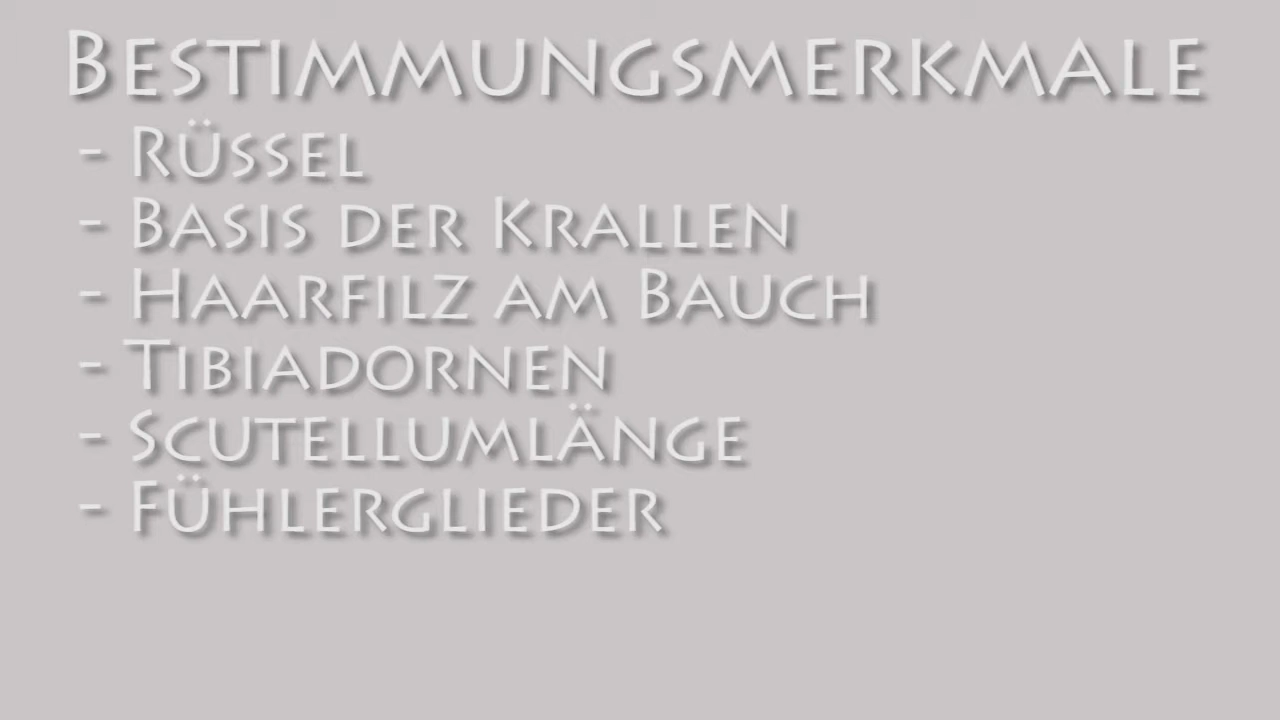 Bestimmungsmerkmale
- Rüssel
- Basis der Krallen
- Haarfilz am Bauch
- Tibiadornen
- Scutellumlänge
- Fühlerglieder